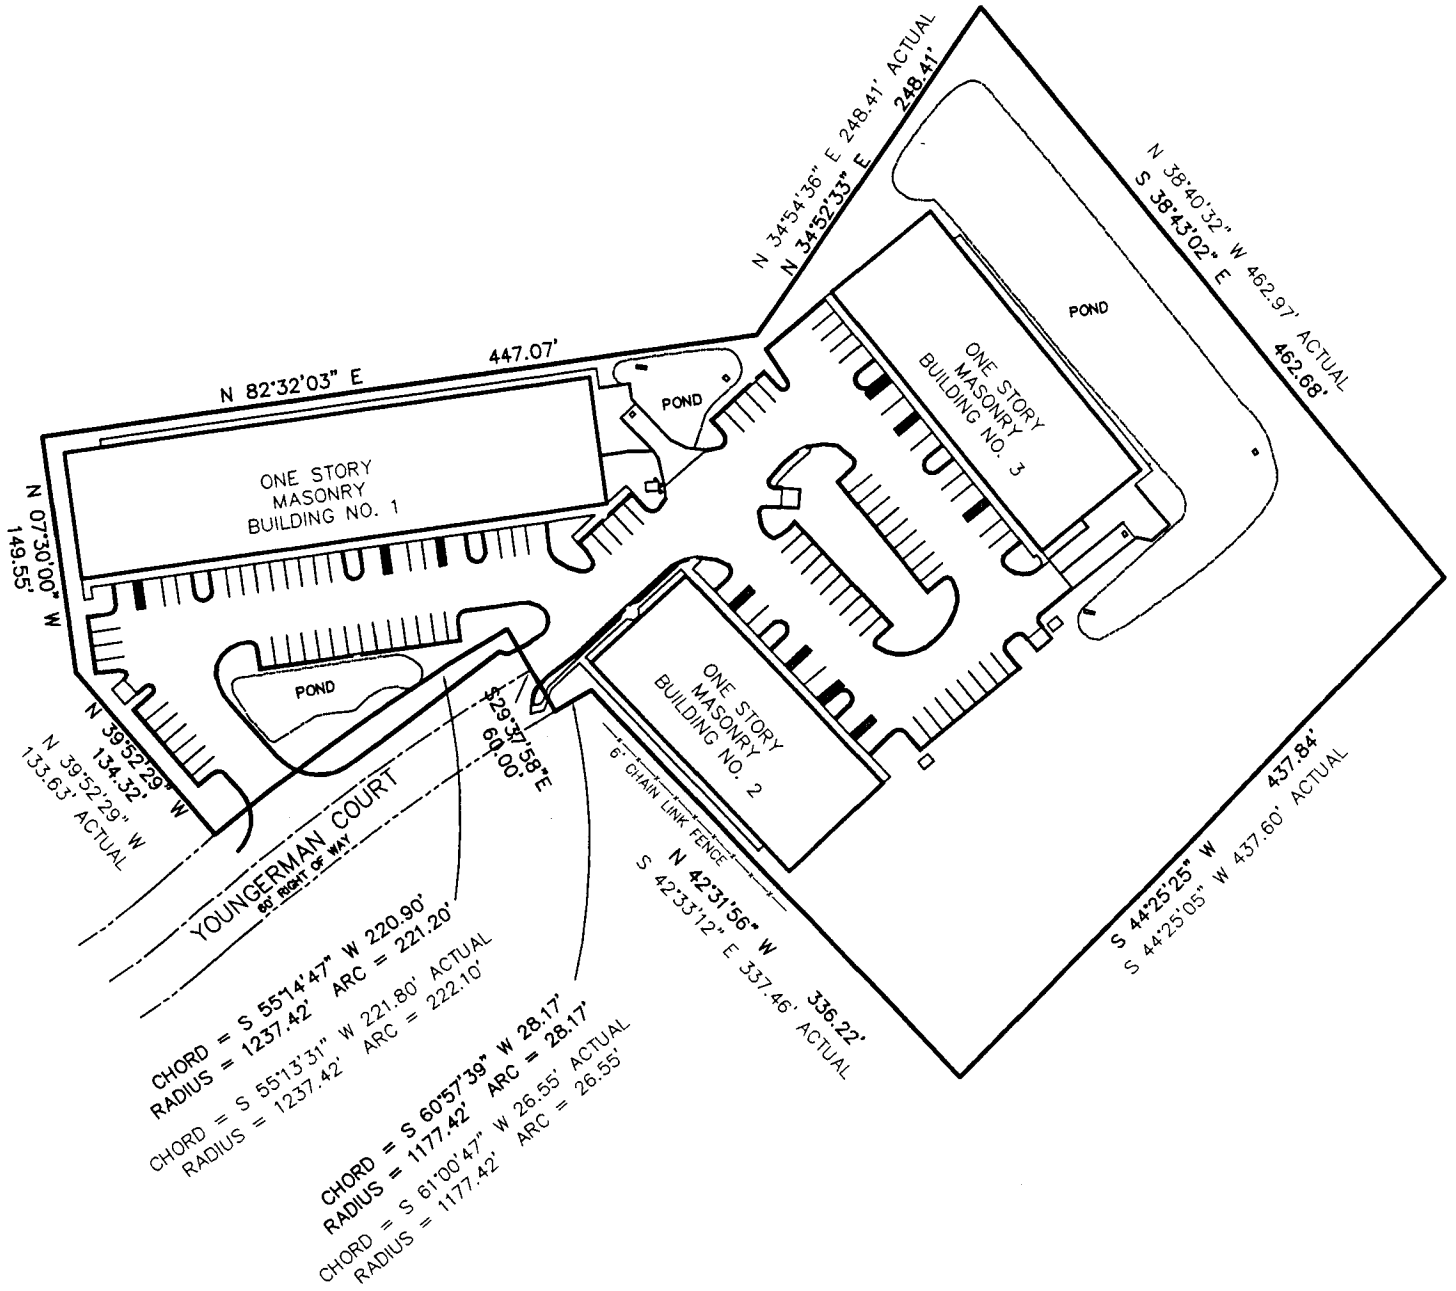 N 34°54'36" E 248.41' ACTUAL
N 34°52'33" E 248.41'
N 38°40'32" W 462.97' ACTUAL
S 38°43'02" E 462.68'
POND
ONE STORY
MASONRY
BUILDING NO. 3
N 82°32'03" E 447.07'
POND
ONE STORY
MASONRY
BUILDING NO. 1
N 07°30'00" W
149.55'
POND
ONE STORY
MASONRY
BUILDING NO. 2
S29°37'58"E
60.00'
N 39°52'29" W
134.32'
N 39°52'29" W
133.63' ACTUAL
YOUNGERMAN COURT
60' RIGHT OF WAY
6' CHAIN LINK FENCE
N 42°31'56" W 336.22'
S 42°33'12" E 337.46' ACTUAL
S 44°25'25" W 437.84'
S 44°25'05" W 437.60' ACTUAL
CHORD = S 55°14'47" W 220.90'
RADIUS = 1237.42' ARC = 221.20'
CHORD = S 55°13'31" W 221.80' ACTUAL
RADIUS = 1237.42' ARC = 222.10'
CHORD = S 60°57'39" W 28.17'
RADIUS = 1177.42' ARC = 28.17'
CHORD = S 61°00'47" W 26.55' ACTUAL
RADIUS = 1177.42' ARC = 26.55'